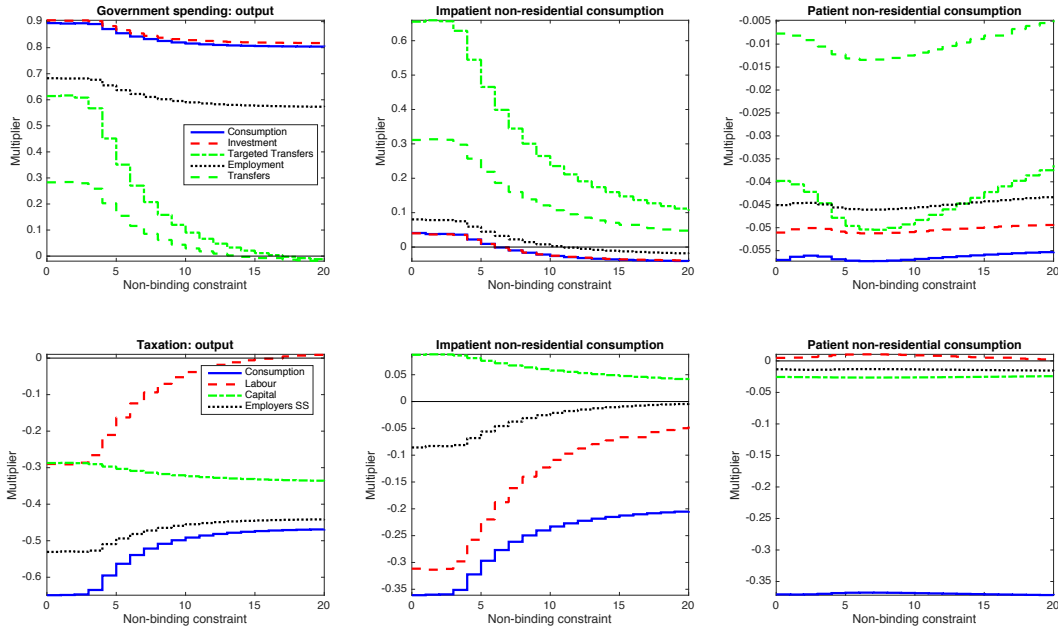 Government spending: output
0.9
0.8
0.7
0.6
0.5
0.4
0.3
0.2
0.1
0
Multiplier
Consumption
Investment
Targeted Transfers
Employment
Transfers
0 5 10 15 20
Non-binding constraint
Impatient non-residential consumption
0.6
0.5
0.4
0.3
0.2
0.1
0
Multiplier
0 5 10 15 20
Non-binding constraint
Patient non-residential consumption
-0.005
-0.01
-0.015
-0.02
-0.025
-0.03
-0.035
-0.04
-0.045
-0.05
-0.055
Multiplier
0 5 10 15 20
Non-binding constraint
Taxation: output
0
-0.1
-0.2
-0.3
-0.4
-0.5
-0.6
Multiplier
Consumption
Labour
Capital
Employers SS
0 5 10 15 20
Non-binding constraint
Impatient non-residential consumption
0.05
0
-0.05
-0.1
-0.15
-0.2
-0.25
-0.3
-0.35
Multiplier
0 5 10 15 20
Non-binding constraint
Patient non-residential consumption
0
-0.05
-0.1
-0.15
-0.2
-0.25
-0.3
-0.35
Multiplier
0 5 10 15 20
Non-binding constraint